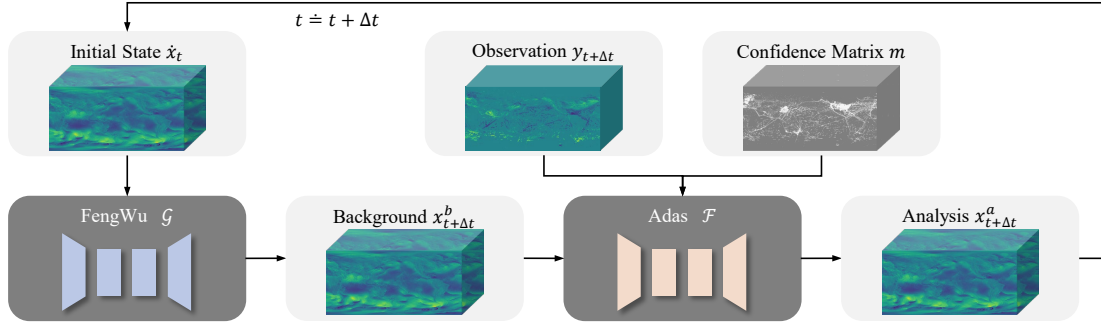 t ≐ t + Δt
Initial State ẋ_t
Observation y_{t+Δt}
Confidence Matrix m
FengWu 𝒢
Background x^b_{t+Δt}
Adas ℱ
Analysis x^a_{t+Δt}